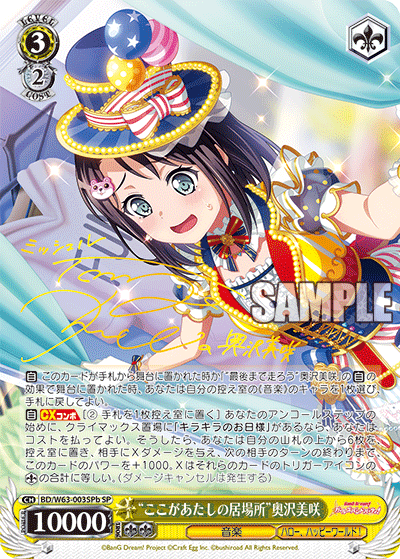 LEVEL
3
2
COST
FUN
ミッシェル
奥沢美咲
SAMPLE
自 このカードが手札から舞台に置かれた時か「“最後まで走ろう”奥沢美咲」の自の
効果で舞台に置かれた時、あなたは自分の控え室の《音楽》のキャラを1枚選び、
手札に戻してよい。
自 CXコンボ [② 手札を1枚控え室に置く] あなたのアンコールステップの
始めに、クライマックス置場に「キラキラのお日様」があるなら、あなたは
コストを払ってよい。そうしたら、あなたは自分の山札の上から6枚を、
控え室に置き、相手にXダメージを与え、次の相手のターンの終わりまで、
このカードのパワーを+1000。Xはそれらのカードのトリガーアイコンの
の合計に等しい。（ダメージキャンセルは発生する）
CH BD/W63-003SPb SP
“ここがあたしの居場所”奥沢美咲
10000
音楽
ハロー、ハッピーワールド！
©BanG Dream! Project ©Craft Egg Inc. ©bushiroad All Rights Reserved.